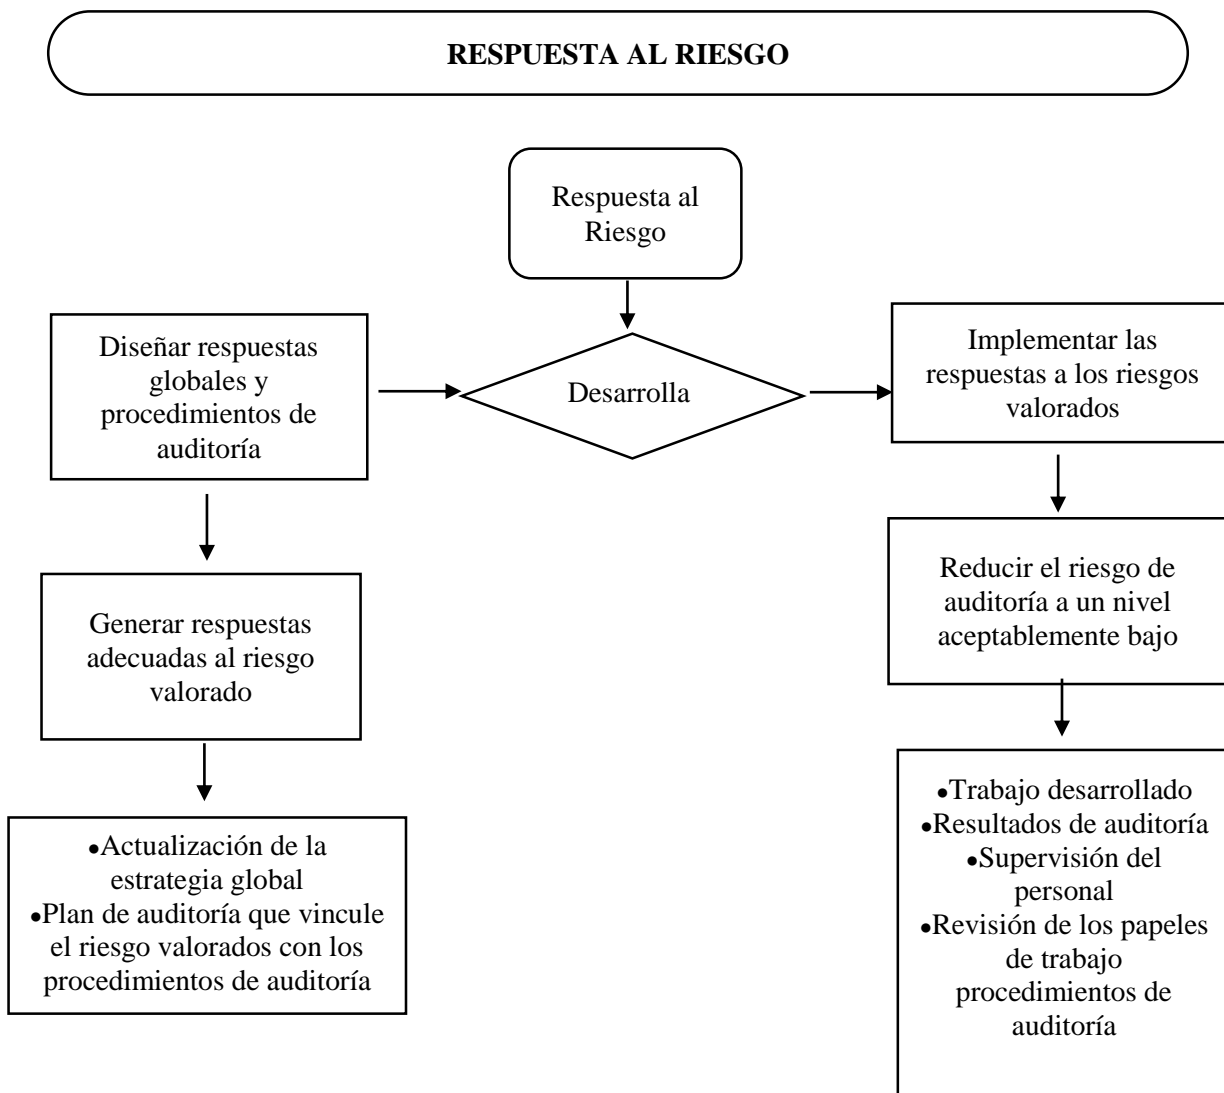 RESPUESTA AL RIESGO
Respuesta al
Riesgo
Diseñar respuestas
globales y
procedimientos de
auditoría
Desarrolla
Implementar las
respuestas a los riesgos
valorados
Generar respuestas
adecuadas al riesgo
valorado
Reducir el riesgo de
auditoría a un nivel
aceptablemente bajo
●Actualización de la
estrategia global
●Plan de auditoría que vincule
el riesgo valorados con los
procedimientos de auditoría
●Trabajo desarrollado
●Resultados de auditoría
●Supervisión del
personal
●Revisión de los papeles
de trabajo
procedimientos de
auditoría